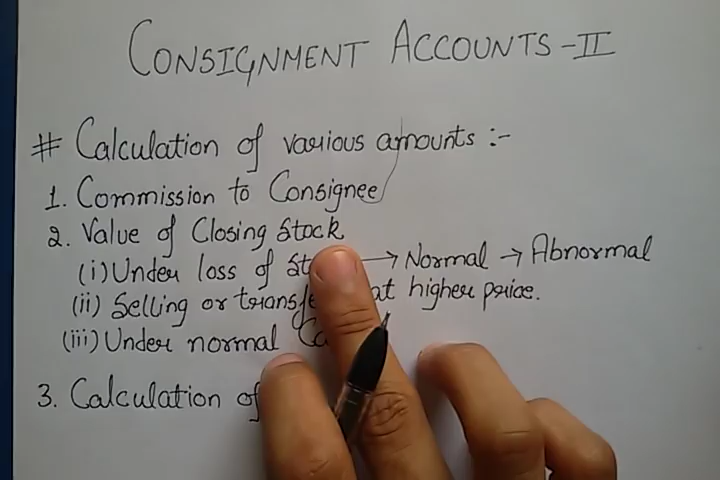 CONSIGNMENT ACCOUNTS-II
# Calculation of various amounts :-
1. Commission to Consignee
2. Value of Closing Stock
(i) Under loss of → Normal → Abnormal
(ii) Selling or at higher price.
(iii) Under normal
3. Calculation of